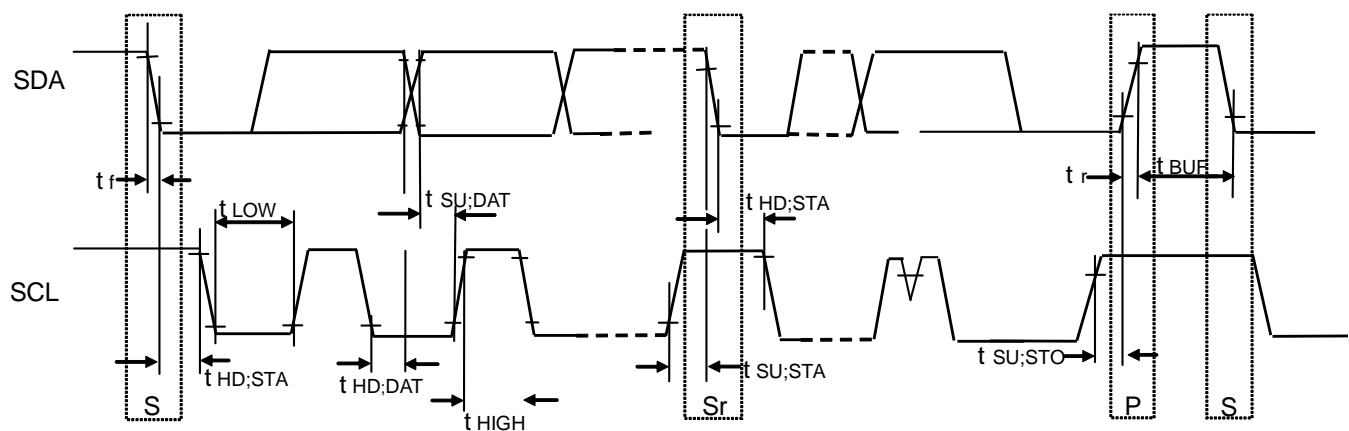 SDA
t f
t LOW
t SU;DAT
t HD;STA
t r
t BUF
SCL
t HD;STA
t HD;DAT
t HIGH
t SU;STA
t SU;STO
S
Sr
P
S